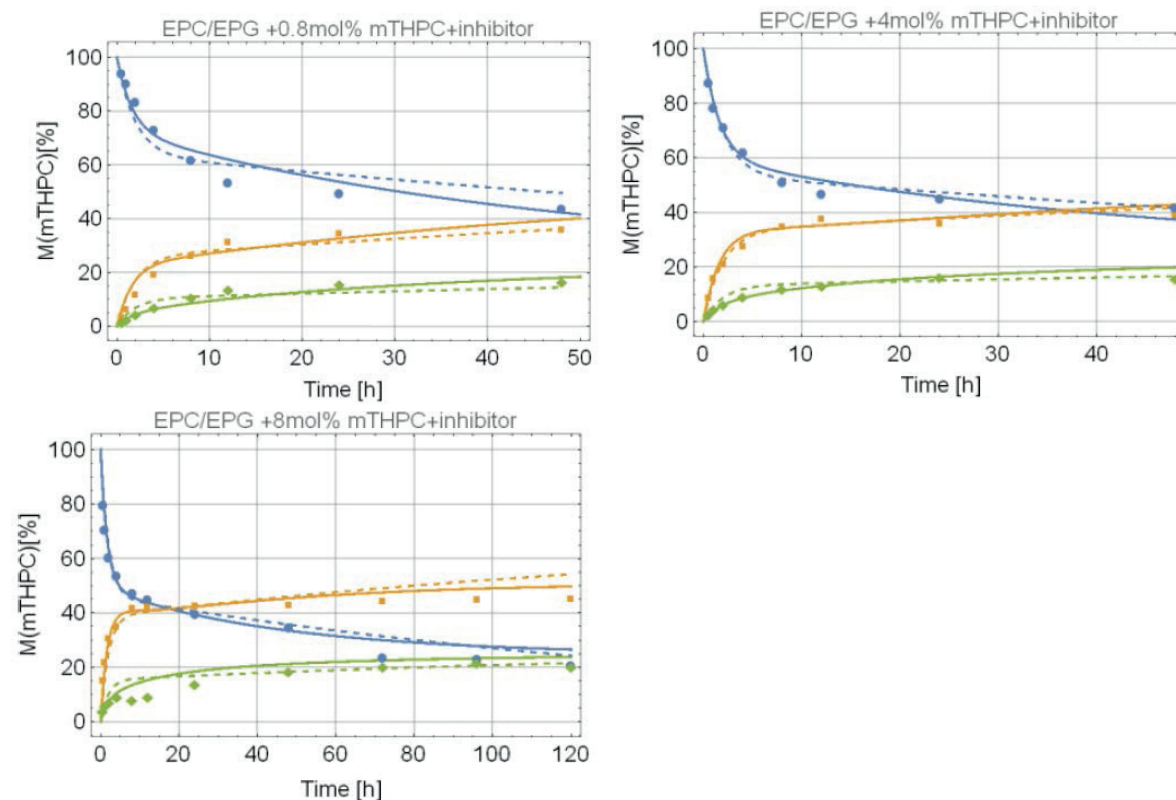 EPC/EPG +0.8mol% mTHPC+inhibitor
M(mTHPC)[%]
100
80
60
40
20
0
0 10 20 30 40 50
Time [h]
EPC/EPG +4mol% mTHPC+inhibitor
M(mTHPC)[%]
100
80
60
40
20
0
0 10 20 30 40
Time [h]
EPC/EPG +8mol% mTHPC+inhibitor
M(mTHPC)[%]
100
80
60
40
20
0
0 20 40 60 80 100 120
Time [h]